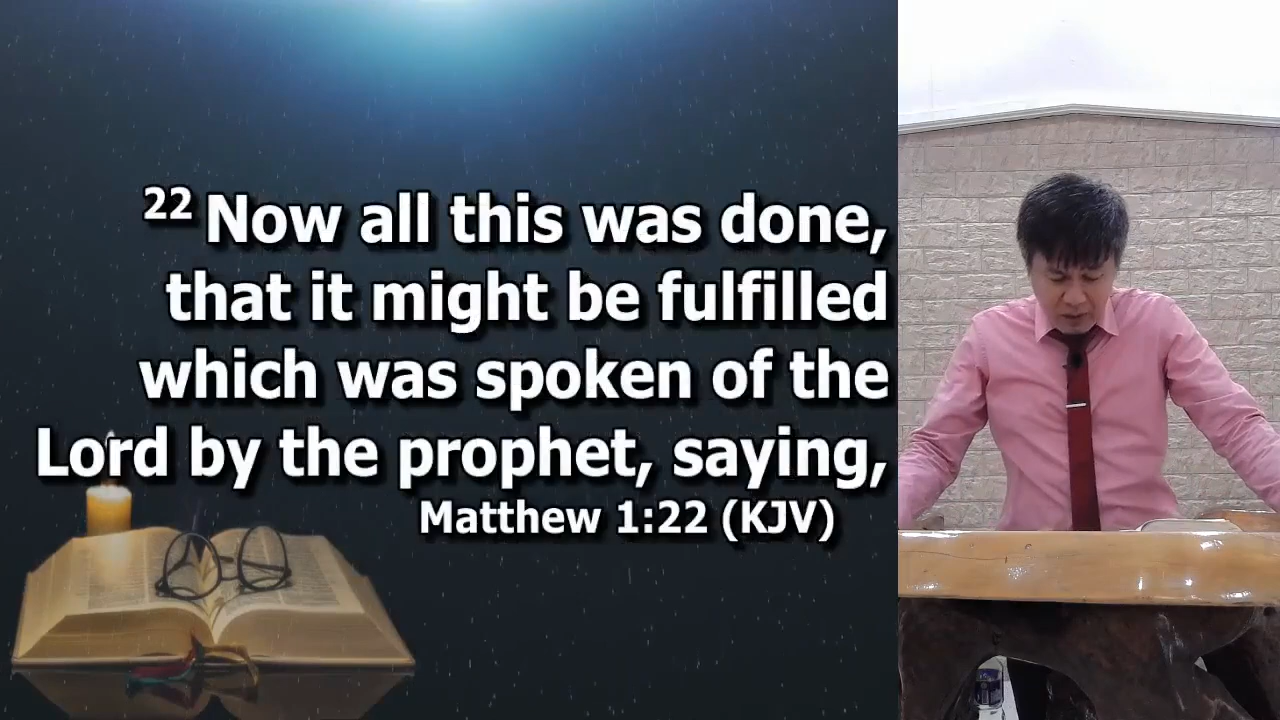 22 Now all this was done,
that it might be fulfilled
which was spoken of the
Lord by the prophet, saying,
Matthew 1:22 (KJV)